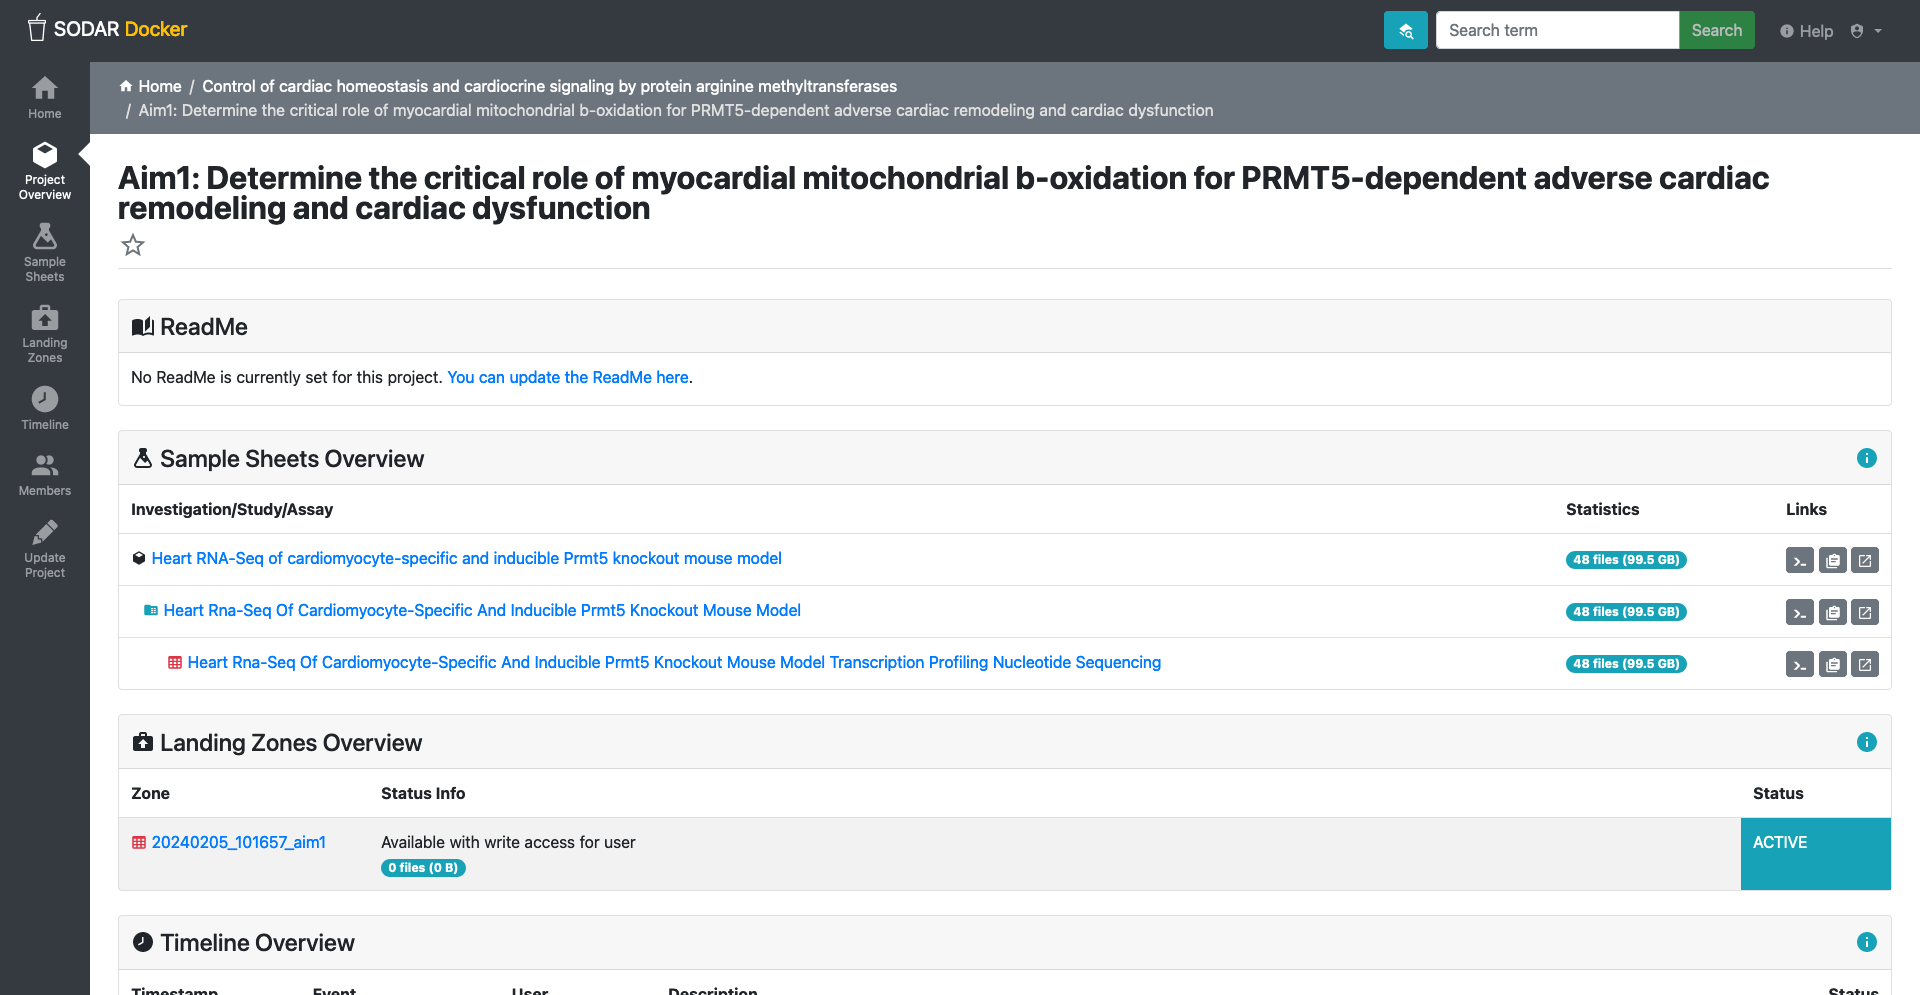 SODAR Docker
Search term
Search
Help
Home
Project
Overview
Sample
Sheets
Landing
Zones
Timeline
Members
Update
Project
Home / Control of cardiac homeostasis and cardiocrine signaling by protein arginine methyltransferases
/ Aim1: Determine the critical role of myocardial mitochondrial b-oxidation for PRMT5-dependent adverse cardiac remodeling and cardiac dysfunction
Aim1: Determine the critical role of myocardial mitochondrial b-oxidation for PRMT5-dependent adverse cardiac
remodeling and cardiac dysfunction
ReadMe
No ReadMe is currently set for this project. You can update the ReadMe here.
Sample Sheets Overview
Investigation/Study/Assay Statistics Links
Heart RNA-Seq of cardiomyocyte-specific and inducible Prmt5 knockout mouse model 48 files (99.5 GB)
Heart Rna-Seq Of Cardiomyocyte-Specific And Inducible Prmt5 Knockout Mouse Model 48 files (99.5 GB)
Heart Rna-Seq Of Cardiomyocyte-Specific And Inducible Prmt5 Knockout Mouse Model Transcription Profiling Nucleotide Sequencing 48 files (99.5 GB)
Landing Zones Overview
Zone Status Info Status
20240205_101657_aim1 Available with write access for user ACTIVE
0 files (0 B)
Timeline Overview
Timestamp Event User Description Status